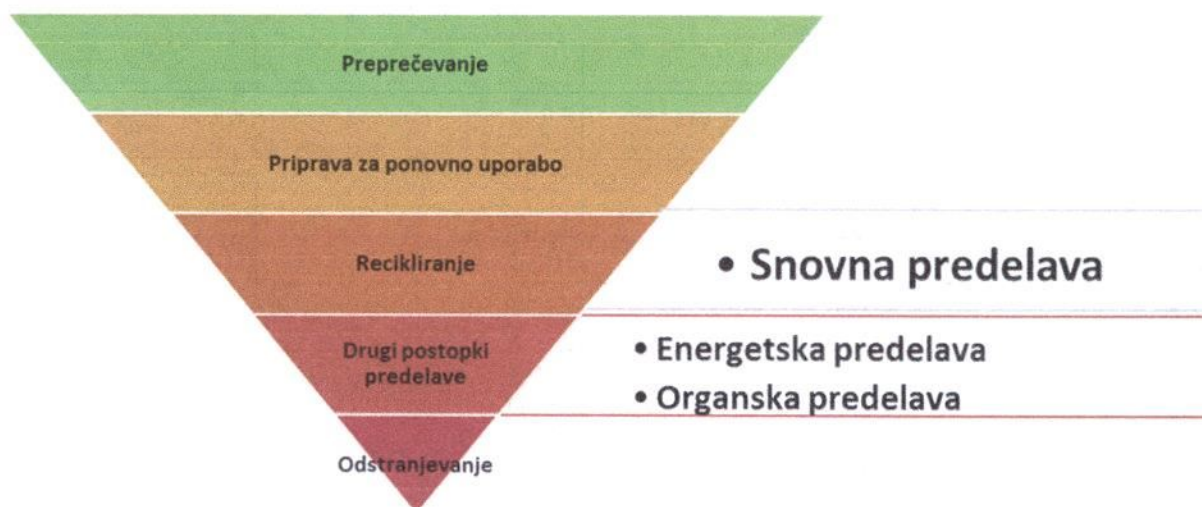 Preprečevanje
Priprava za ponovno uporabo
Recikliranje
• Snovna predelava
Drugi postopki
predelave
• Energetska predelava
• Organska predelava
Odstranjevanje